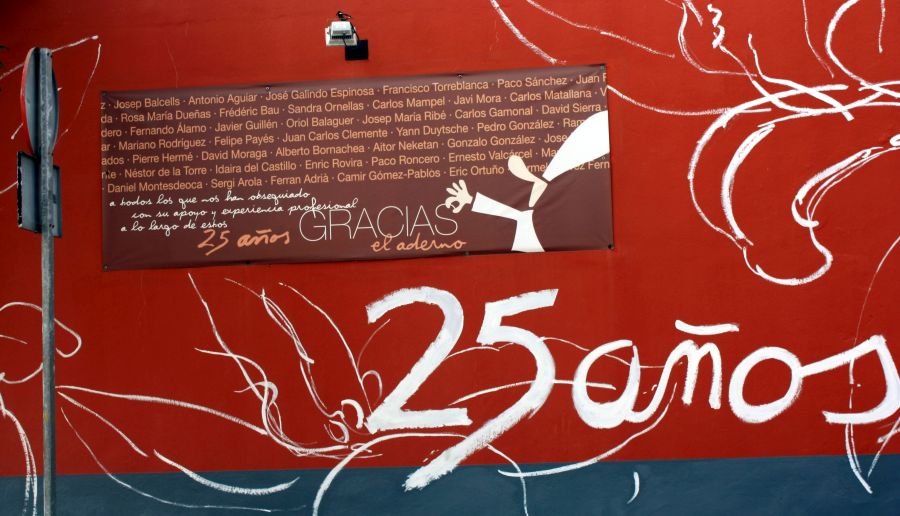 · Josep Balcells · Antonio Aguiar · José Galindo Espinosa · Francisco Torreblanca · Paco Sánchez · Juan
da · Rosa María Dueñas · Frédéric Bau · Sandra Ornellas · Carlos Mampel · Javi Mora · Carlos Matallana ·
dero · Fernando Álamo · Javier Guillén · Oriol Balaguer · Josep María Ribé · Carlos Gamonal · David Sierra
· Mariano Rodríguez · Felipe Payés · Juan Carlos Clemente · Yann Duytsche · Pedro González ·
ados · Pierre Hermé · David Moraga · Alberto Bornachea · Aitor Neketan · Gonzalo González · José
· Néstor de la Torre · Idaira del Castillo · Enric Rovira · Paco Roncero · Ernesto Valcárcel ·
Daniel Montesdeoca · Sergi Arola · Ferran Adrià · Camir Gómez-Pablos · Eric Ortuño
a todos los que nos han obsequiado
con su apoyo y experiencia profesional
a lo largo de estos
25 años GRACIAS
el aderno
25 años